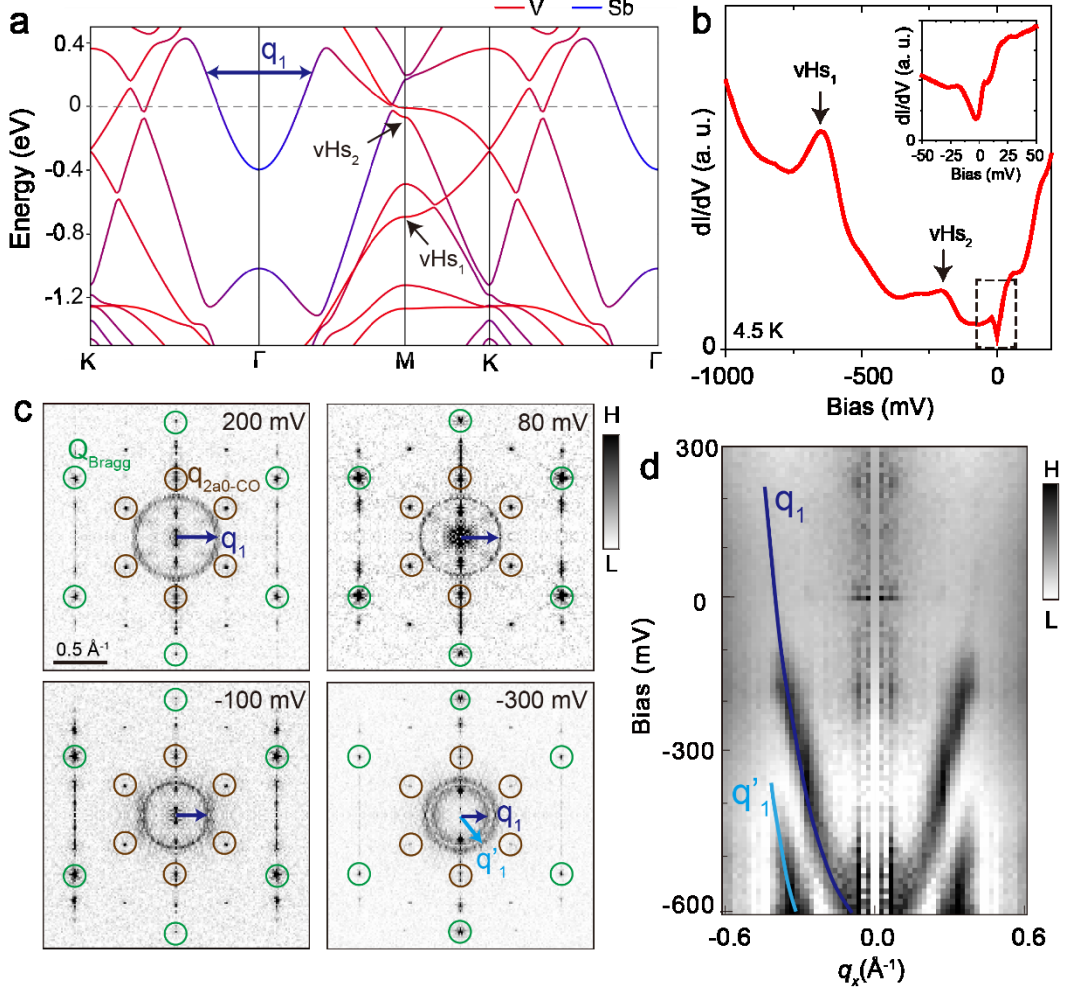 a
V
Sb
q1
vHs2
vHs1
Energy (eV)
0.4
0
-0.4
-0.8
-1.2
K
Γ
M
K
Γ
b
vHs1
vHs2
4.5 K
dI/dV (a. u.)
0
-1000
-500
0
Bias (mV)
dI/dV (a. u.)
0
-50
-25
0
25
50
Bias (mV)
c
200 mV
QBragg
q2a0-CO
q1
0.5 Å-1
80 mV
H
L
-100 mV
-300 mV
q1
q'1
d
q1
q'1
Bias (mV)
300
0
-300
-600
-0.6
0.0
0.6
qx(Å-1)
H
L